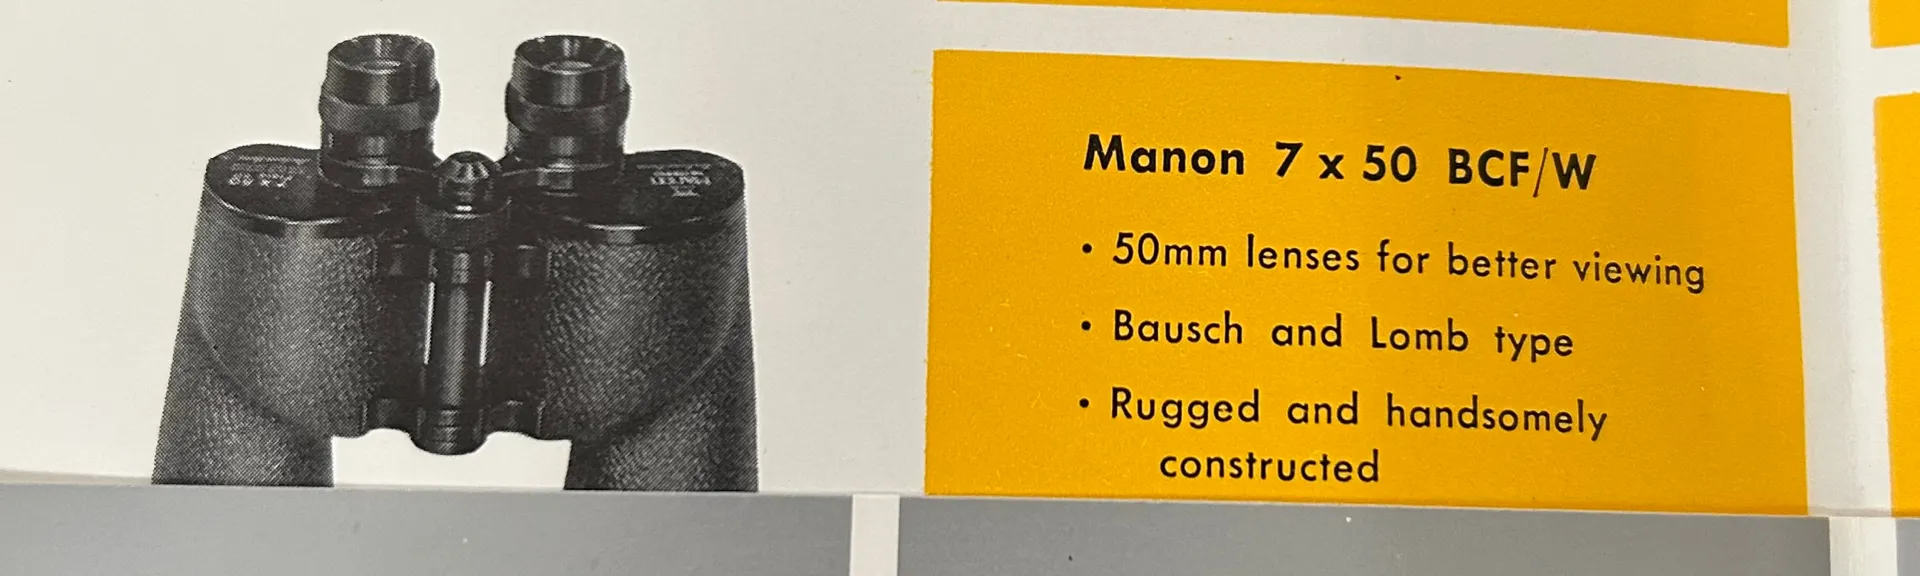 Manon 7 x 50 BCF/W
• 50mm lenses for better viewing
• Bausch and Lomb type
• Rugged and handsomely
constructed